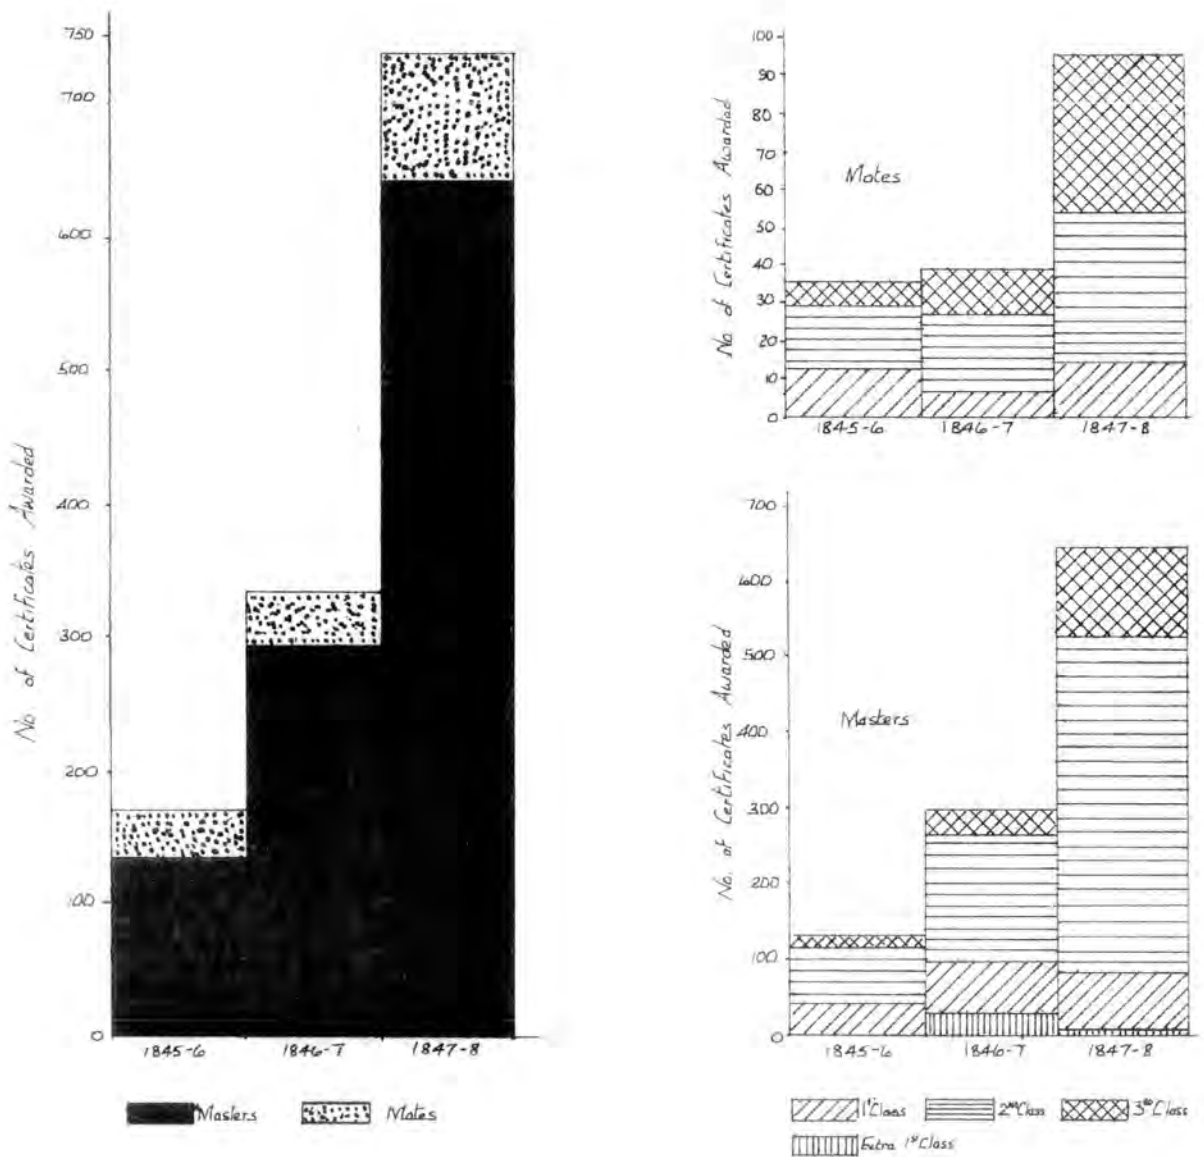 No. of Certificates Awarded
750
700
600
500
400
300
200
100
0
1845-6 1846-7 1847-8
Masters Mates
No. of Certificates Awarded
100
90
80
70
60
50
40
30
20
10
0
Mates
1845-6 1846-7 1847-8
No. of Certificates Awarded
700
600
500
400
300
200
100
0
Masters
1845-6 1846-7 1847-8
1st Class 2nd Class 3rd Class
Extra 1st Class